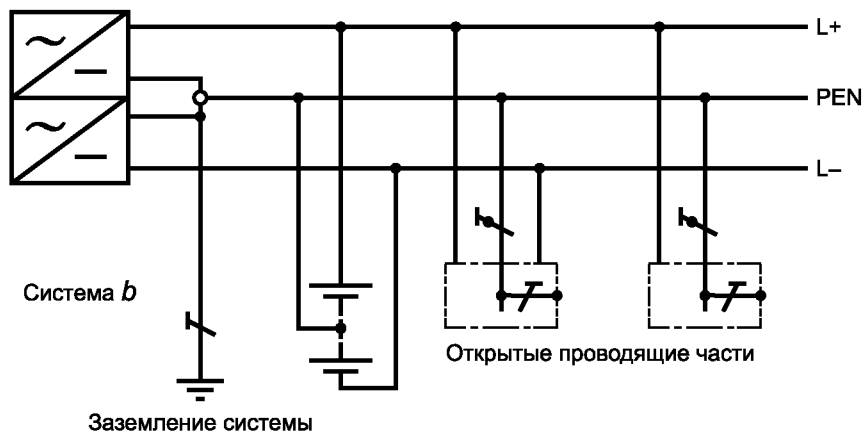 L+
PEN
L–
Система b
Открытые проводящие части
Заземление системы